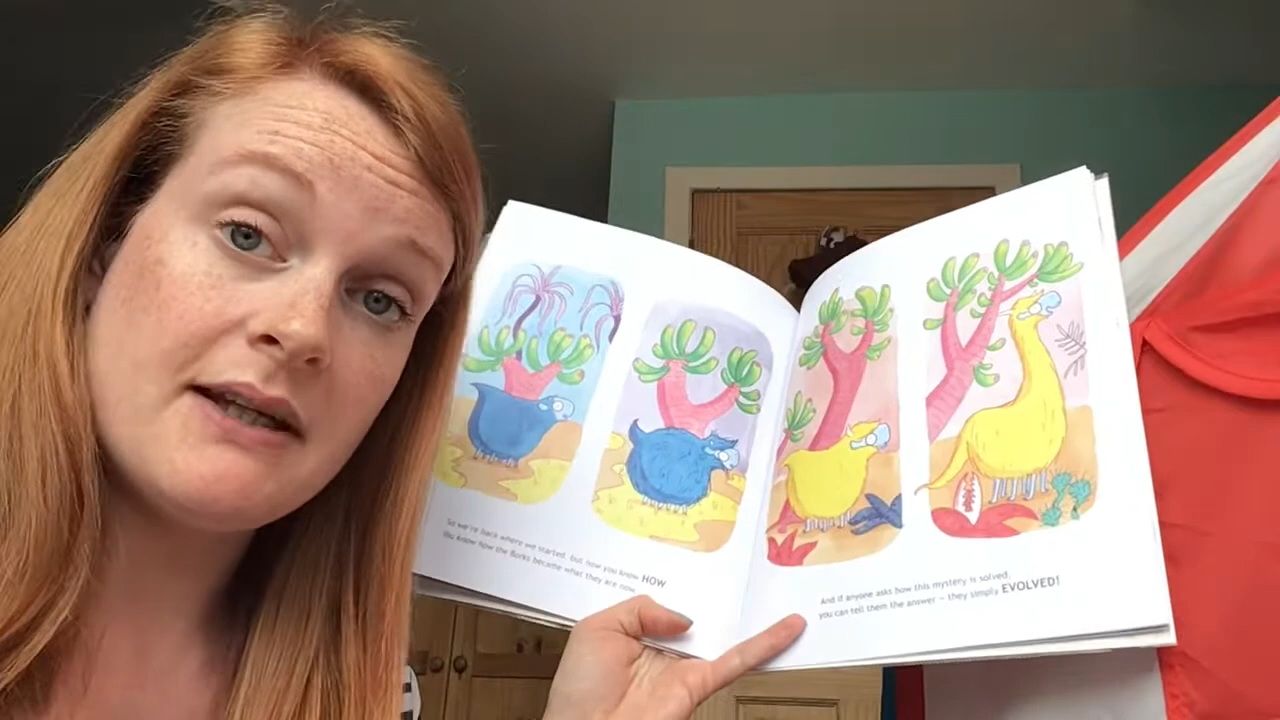 So we're back where we started, but now you know HOW
You know how the Borks became what they are now.
And if anyone asks how this mystery is solved,
you can tell them the answer – they simply EVOLVED!